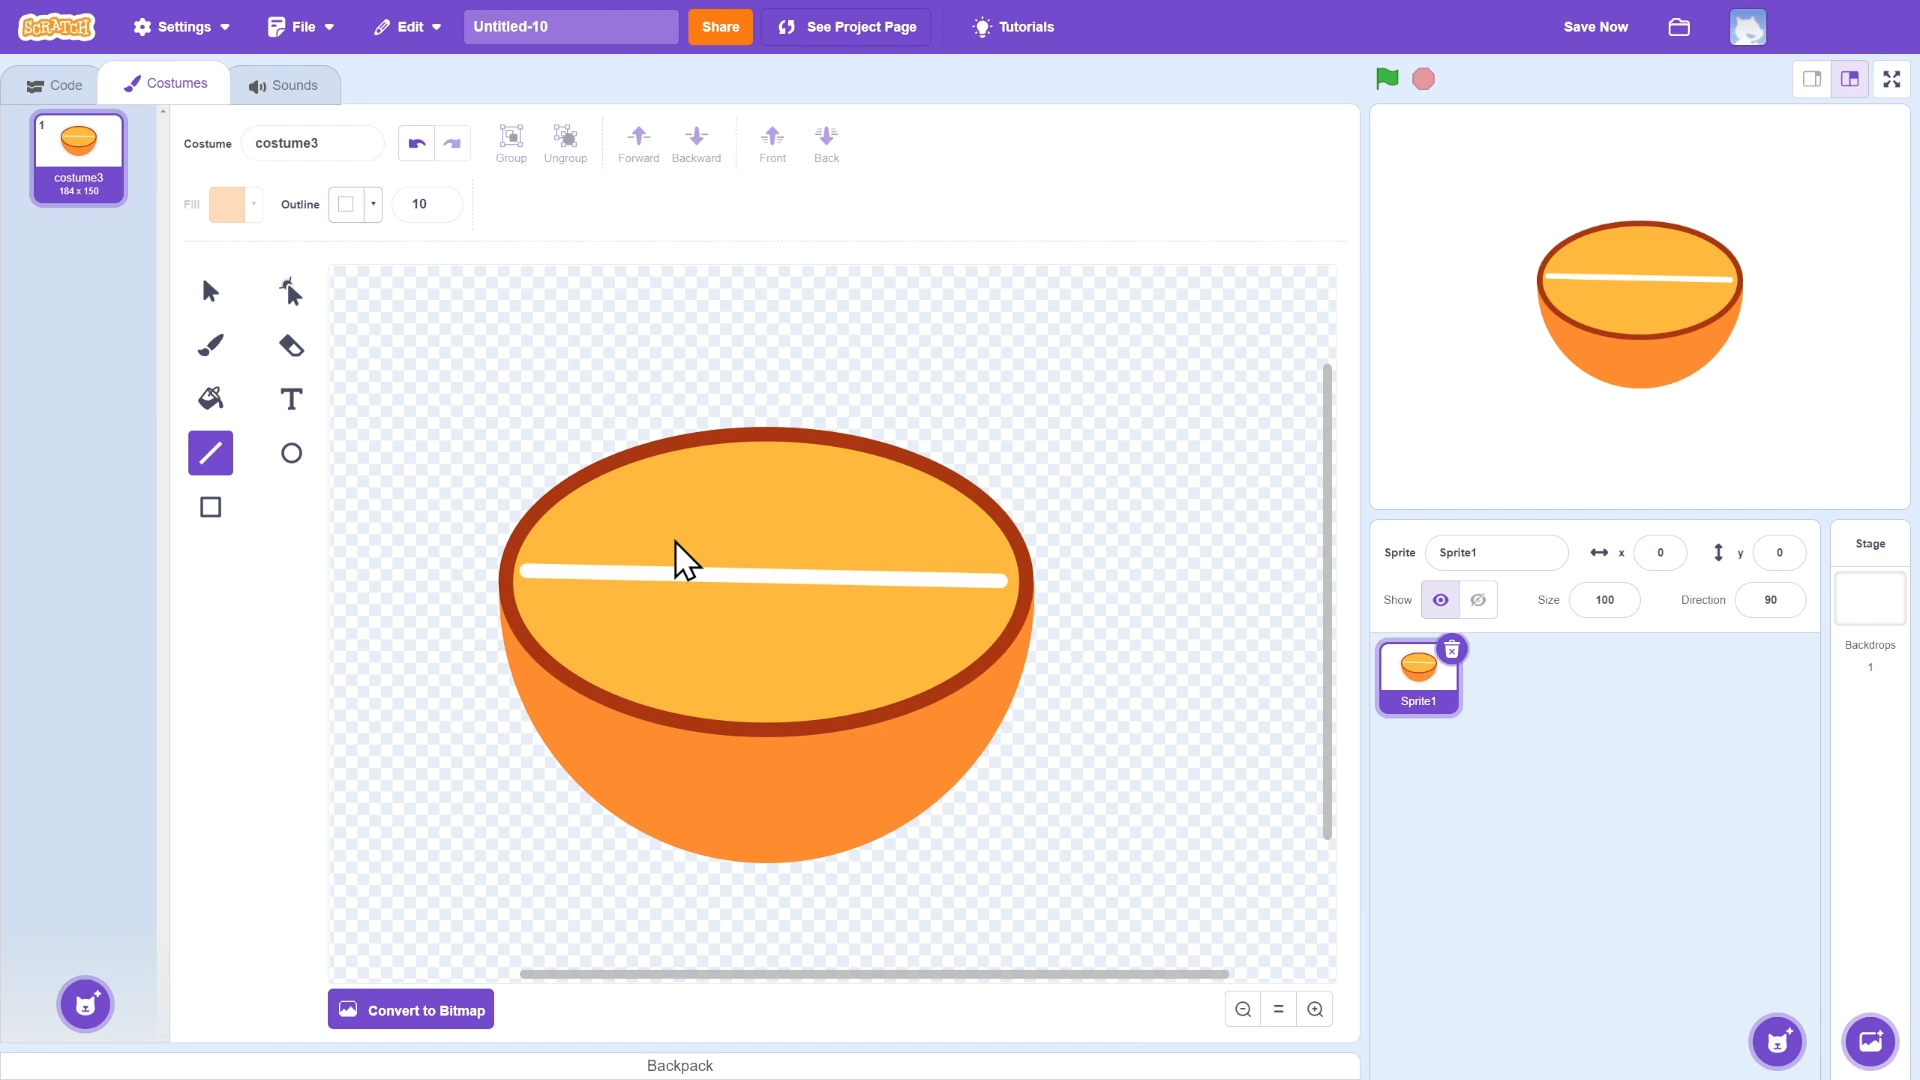 SCRATCH Settings File Edit Untitled-10 Share See Project Page Tutorials Save Now
Code Costumes Sounds
1
costume3
184 x 150
Costume costume3 Group Ungroup Forward Backward Front Back
Fill Outline 10
T
Convert to Bitmap
Backpack
Sprite Sprite1 x 0 y 0
Show Size 100 Direction 90
Sprite1
Stage
Backdrops
1